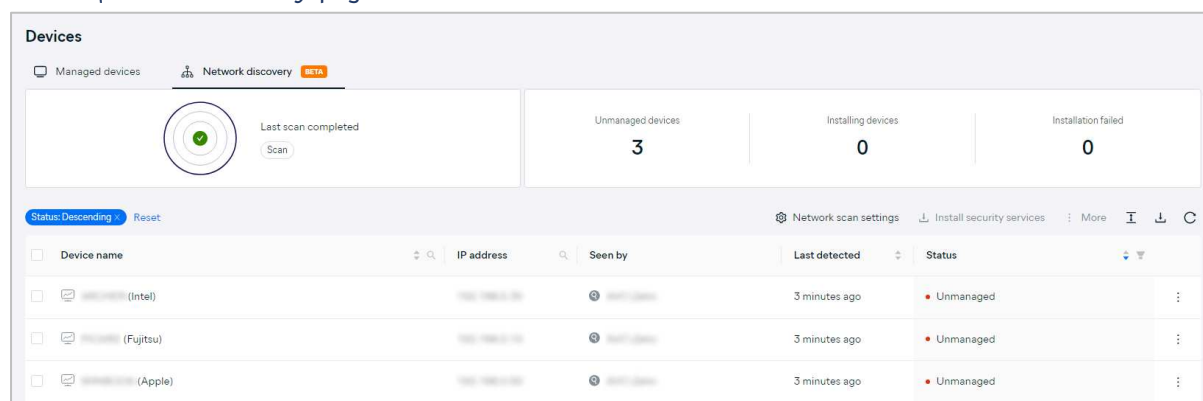 Devices
Managed devices Network discovery BETA
Last scan completed
Scan
Unmanaged devices Installing devices Installation failed
3 0 0
Status: Descending × Reset Network scan settings Install security services More
Device name IP address Seen by Last detected Status
(Intel) 3 minutes ago Unmanaged
(Fujitsu) 3 minutes ago Unmanaged
(Apple) 3 minutes ago Unmanaged